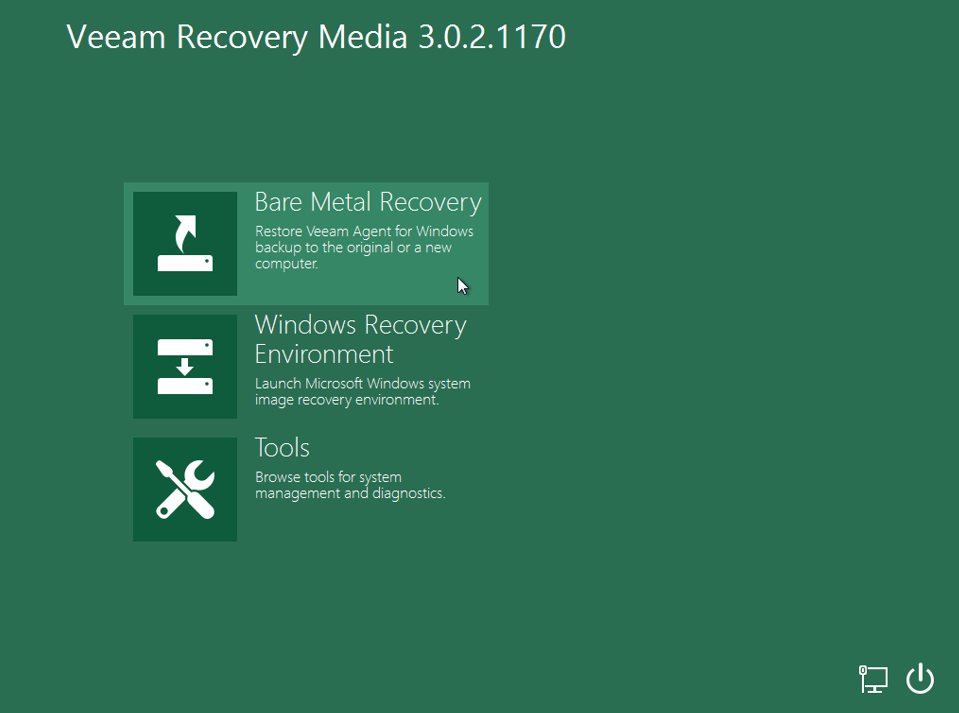 Veeam Recovery Media 3.0.2.1170
Bare Metal Recovery
Restore Veeam Agent for Windows
backup to the original or a new
computer.
Windows Recovery
Environment
Launch Microsoft Windows system
image recovery environment.
Tools
Browse tools for system
management and diagnostics.